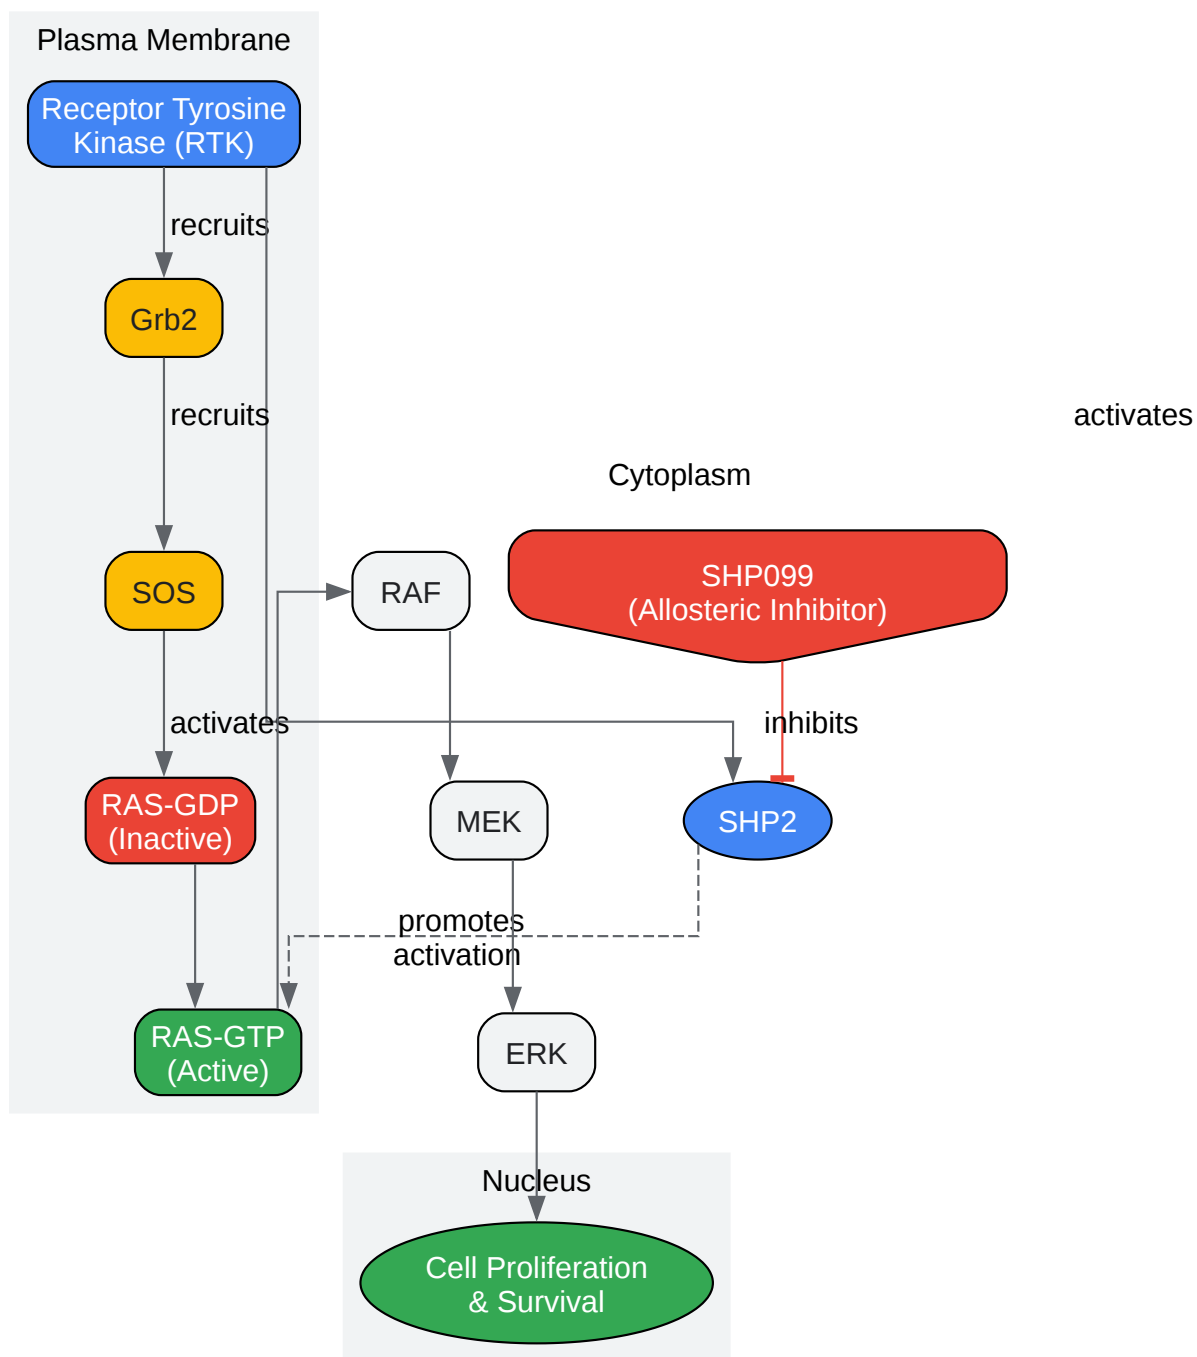 Plasma Membrane
Receptor Tyrosine
Kinase (RTK)
recruits
Grb2
recruits
activates
Cytoplasm
SOS
RAF
SHP099
(Allosteric Inhibitor)
activates
inhibits
RAS-GDP
(Inactive)
MEK
SHP2
promotes
activation
RAS-GTP
(Active)
ERK
Nucleus
Cell Proliferation
& Survival